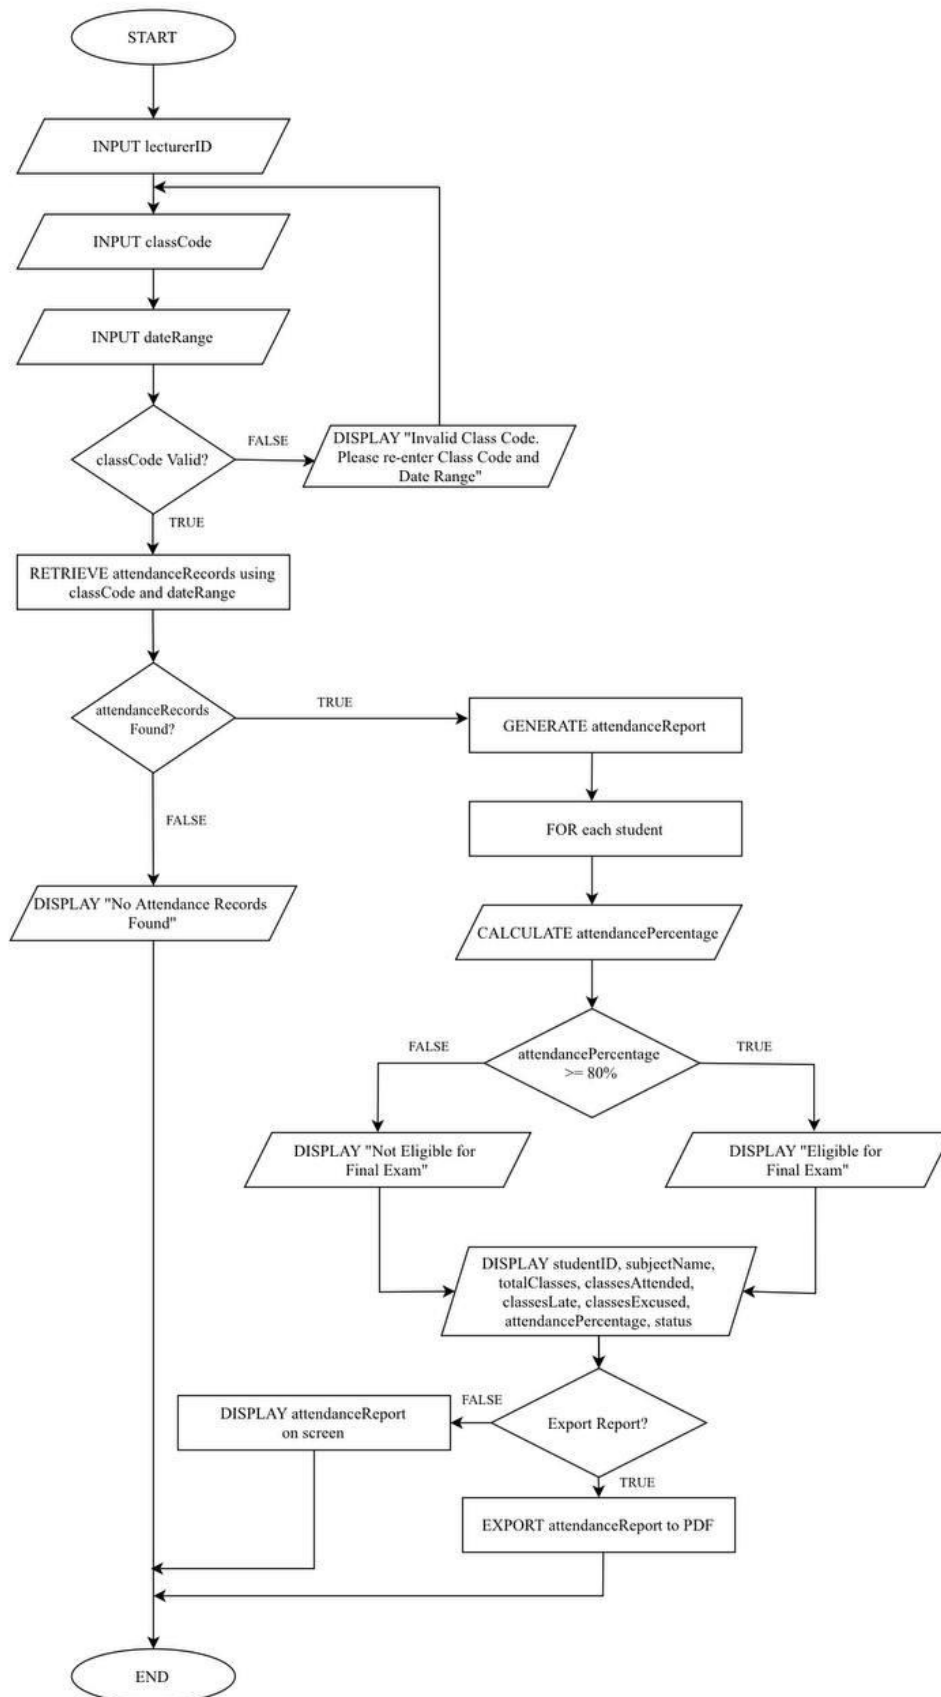 START
INPUT lecturerID
INPUT classCode
INPUT dateRange
classCode Valid?
FALSE
DISPLAY "Invalid Class Code.
Please re-enter Class Code and
Date Range"
TRUE
RETRIEVE attendanceRecords using
classCode and dateRange
attendanceRecords
Found?
TRUE
GENERATE attendanceReport
FOR each student
FALSE
DISPLAY "No Attendance Records
Found"
CALCULATE attendancePercentage
attendancePercentage
>= 80%
FALSE
TRUE
DISPLAY "Not Eligible for
Final Exam"
DISPLAY "Eligible for
Final Exam"
DISPLAY studentID, subjectName,
totalClasses, classesAttended,
classesLate, classesExcused,
attendancePercentage, status
Export Report?
FALSE
DISPLAY attendanceReport
on screen
TRUE
EXPORT attendanceReport to PDF
END